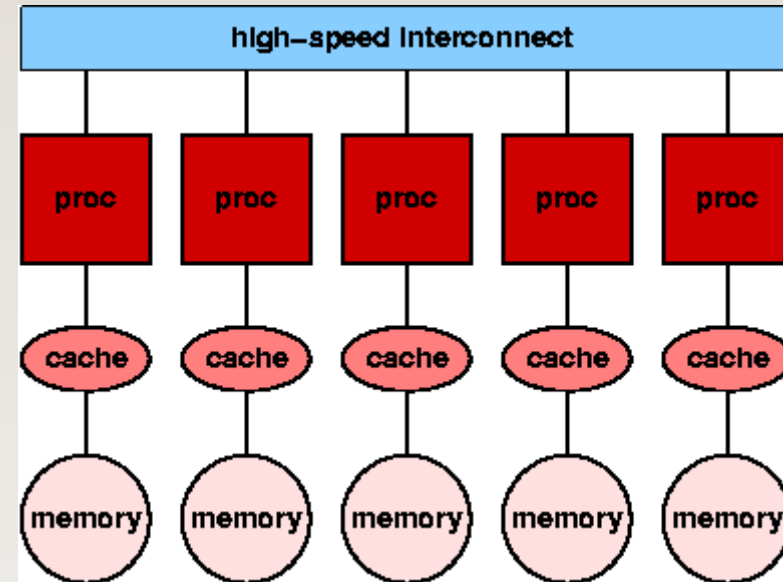 high-speed interconnect
proc proc proc proc proc
cache cache cache cache cache
memory memory memory memory memory